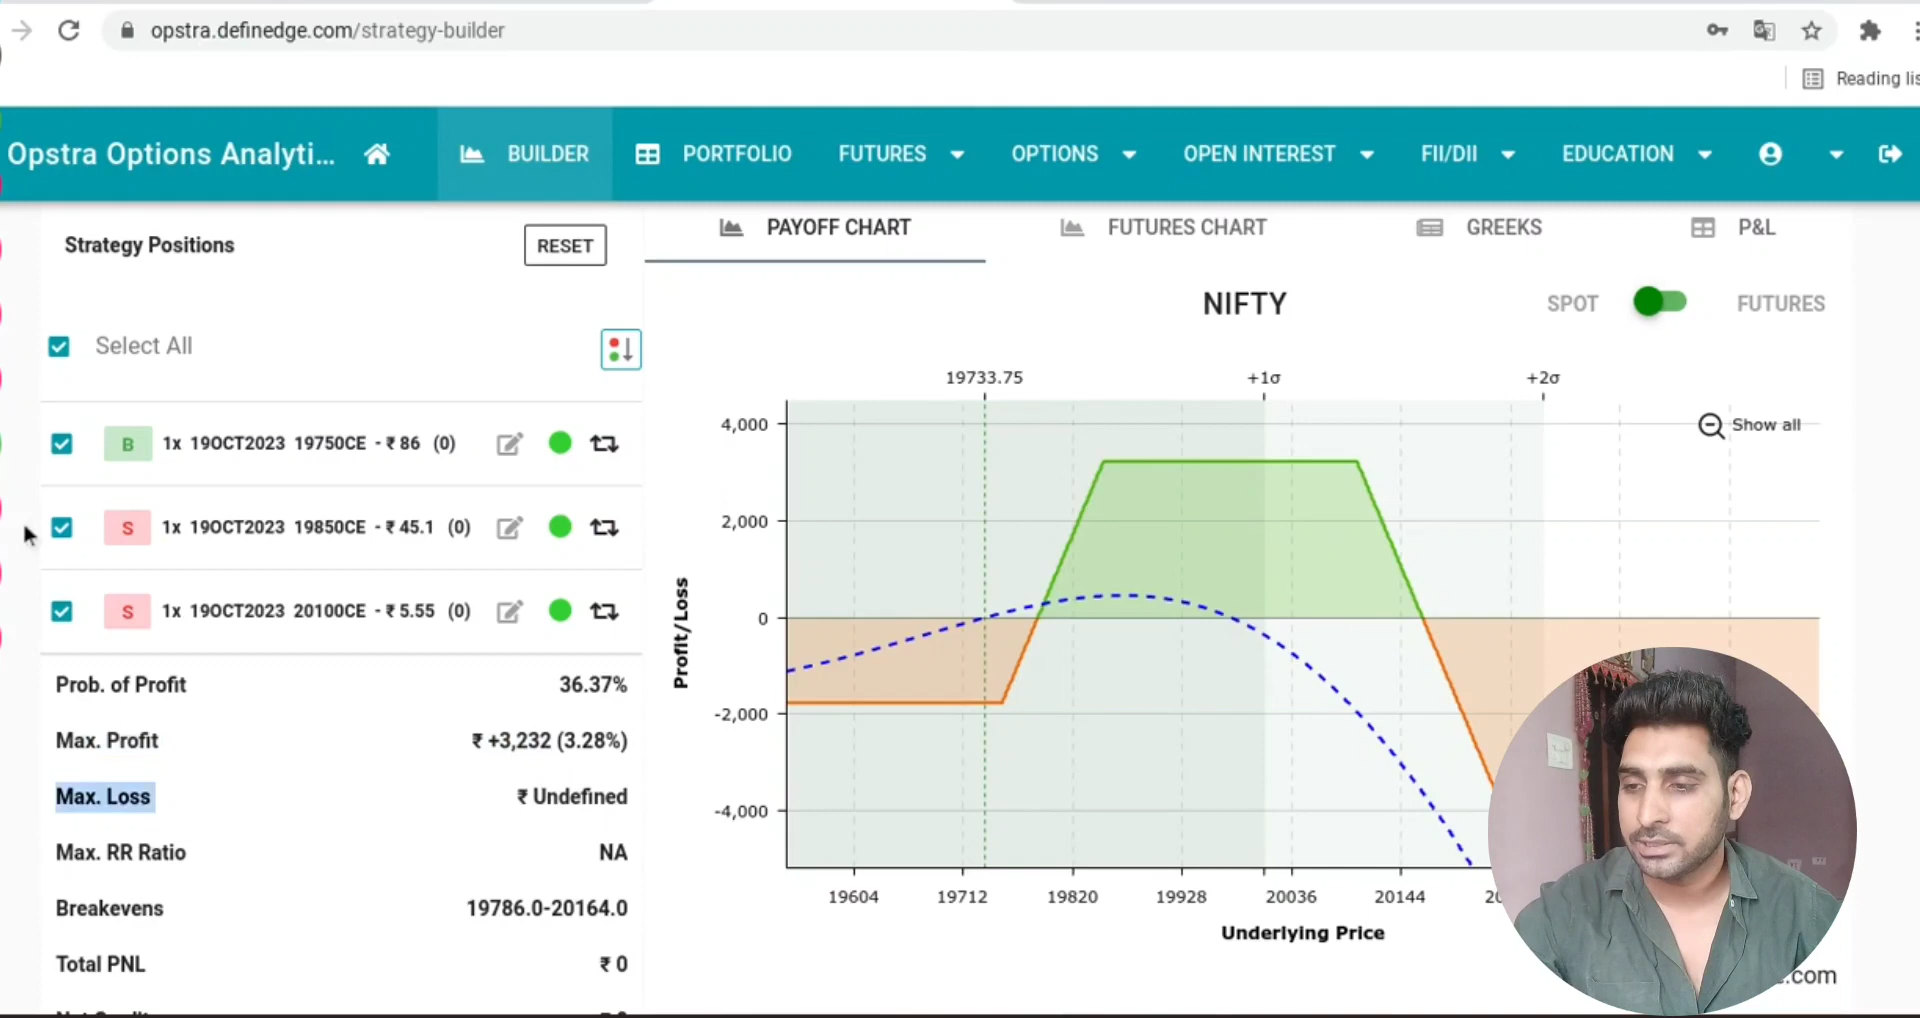 opstra.definedge.com/strategy-builder
Reading lis
Opstra Options Analyti...
BUILDER
PORTFOLIO
FUTURES
OPTIONS
OPEN INTEREST
FII/DII
EDUCATION
Strategy Positions
RESET
PAYOFF CHART
FUTURES CHART
GREEKS
P&L
NIFTY
SPOT
FUTURES
Select All
B 1x 19OCT2023 19750CE - ₹ 86 (0)
S 1x 19OCT2023 19850CE - ₹ 45.1 (0)
S 1x 19OCT2023 20100CE - ₹ 5.55 (0)
Prob. of Profit 36.37%
Max. Profit ₹ +3,232 (3.28%)
Max. Loss ₹ Undefined
Max. RR Ratio NA
Breakevens 19786.0-20164.0
Total PNL ₹ 0
19733.75 +1σ +2σ
Show all
4,000
2,000
0
-2,000
-4,000
Profit/Loss
19604 19712 19820 19928 20036 20144 20
Underlying Price
.com